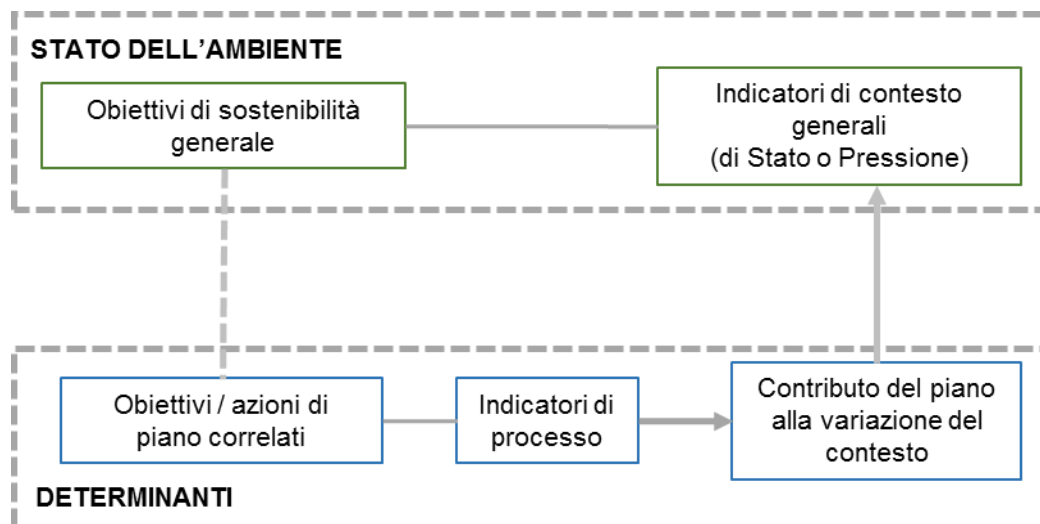 STATO DELL'AMBIENTE
Obiettivi di sostenibilità
generale
Indicatori di contesto
generali
(di Stato o Pressione)
Obiettivi / azioni di
piano correlati
Indicatori di
processo
Contributo del piano
alla variazione del
contesto
DETERMINANTI